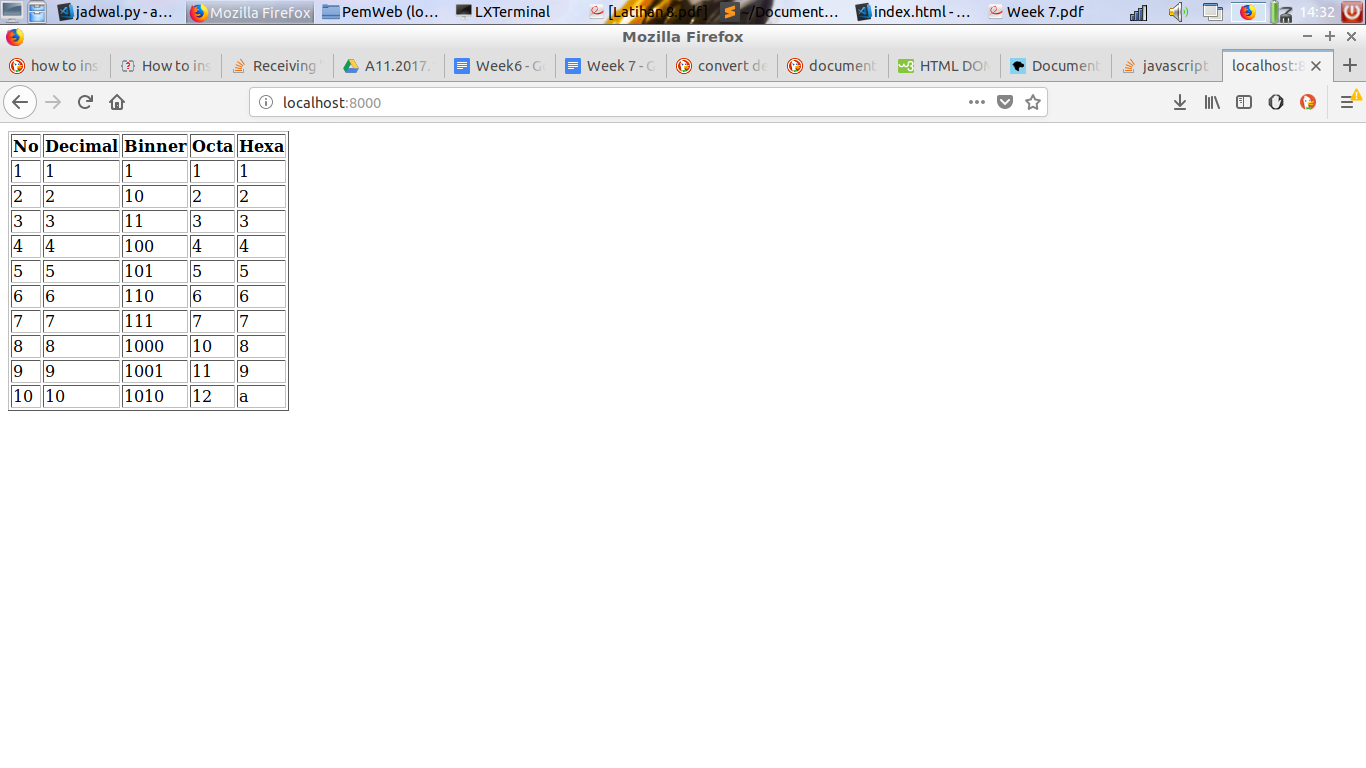 jadwal.py - a... Mozilla Firefox PemWeb (lo... LXTerminal [Latihan 8.pdf] ~/Document... index.html - ... Week 7.pdf 14:32
Mozilla Firefox
how to ins How to ins Receiving A11.2017. Week6 - G Week 7 - G convert de document HTML DOM Document javascript localhost:8
localhost:8000
No Decimal Binner Octa Hexa
1 1 1 1 1
2 2 10 2 2
3 3 11 3 3
4 4 100 4 4
5 5 101 5 5
6 6 110 6 6
7 7 111 7 7
8 8 1000 10 8
9 9 1001 11 9
10 10 1010 12 a